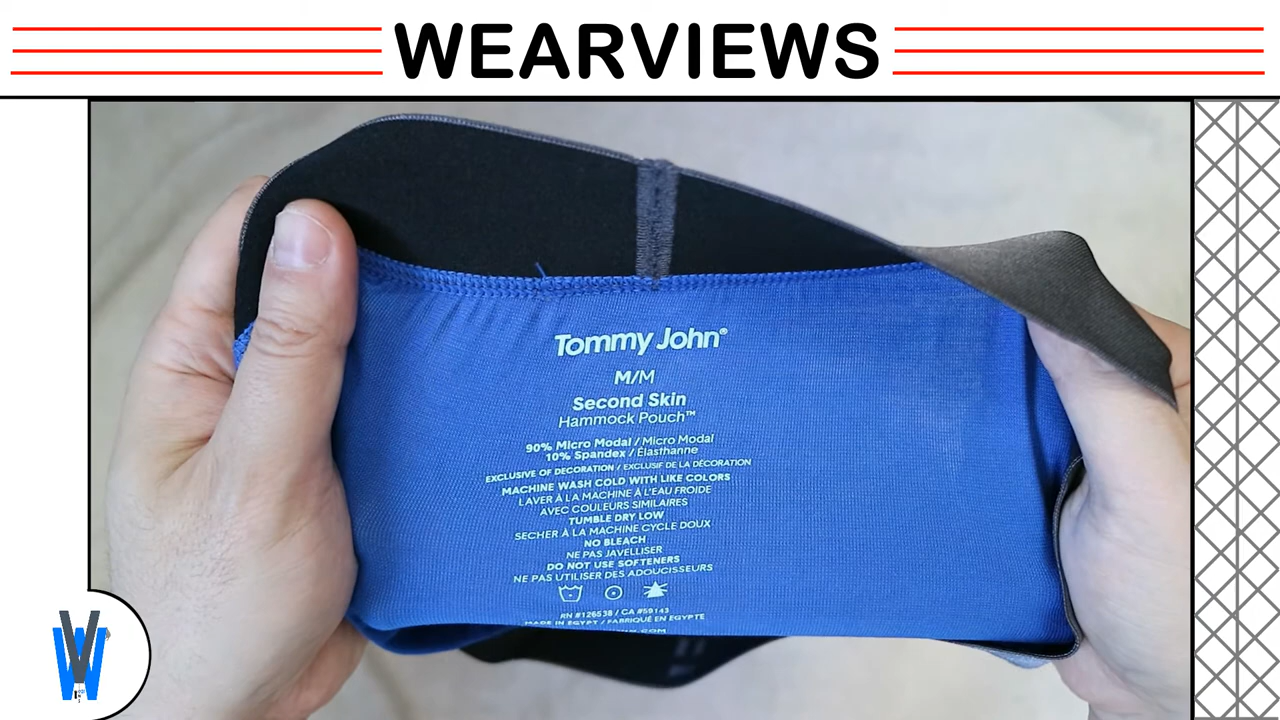 WEARVIEWS
Tommy John®
M/M
Second Skin
Hammock Pouch™
90% Micro Modal / Micro Modal
10% Spandex / Élasthanne
EXCLUSIVE OF DECORATION / EXCLUSIF DE LA DÉCORATION
MACHINE WASH COLD WITH LIKE COLORS
LAVER À LA MACHINE À L'EAU FROIDE
AVEC COULEURS SIMILAIRES
TUMBLE DRY LOW
SECHER À LA MACHINE CYCLE DOUX
NO BLEACH
NE PAS JAVELLISER
DO NOT USE SOFTENERS
NE PAS UTILISER DES ADOUCISSEURS
RN #126538 / CA #59143
MADE IN EGYPT / FABRIQUÉ EN EGYPTE
W